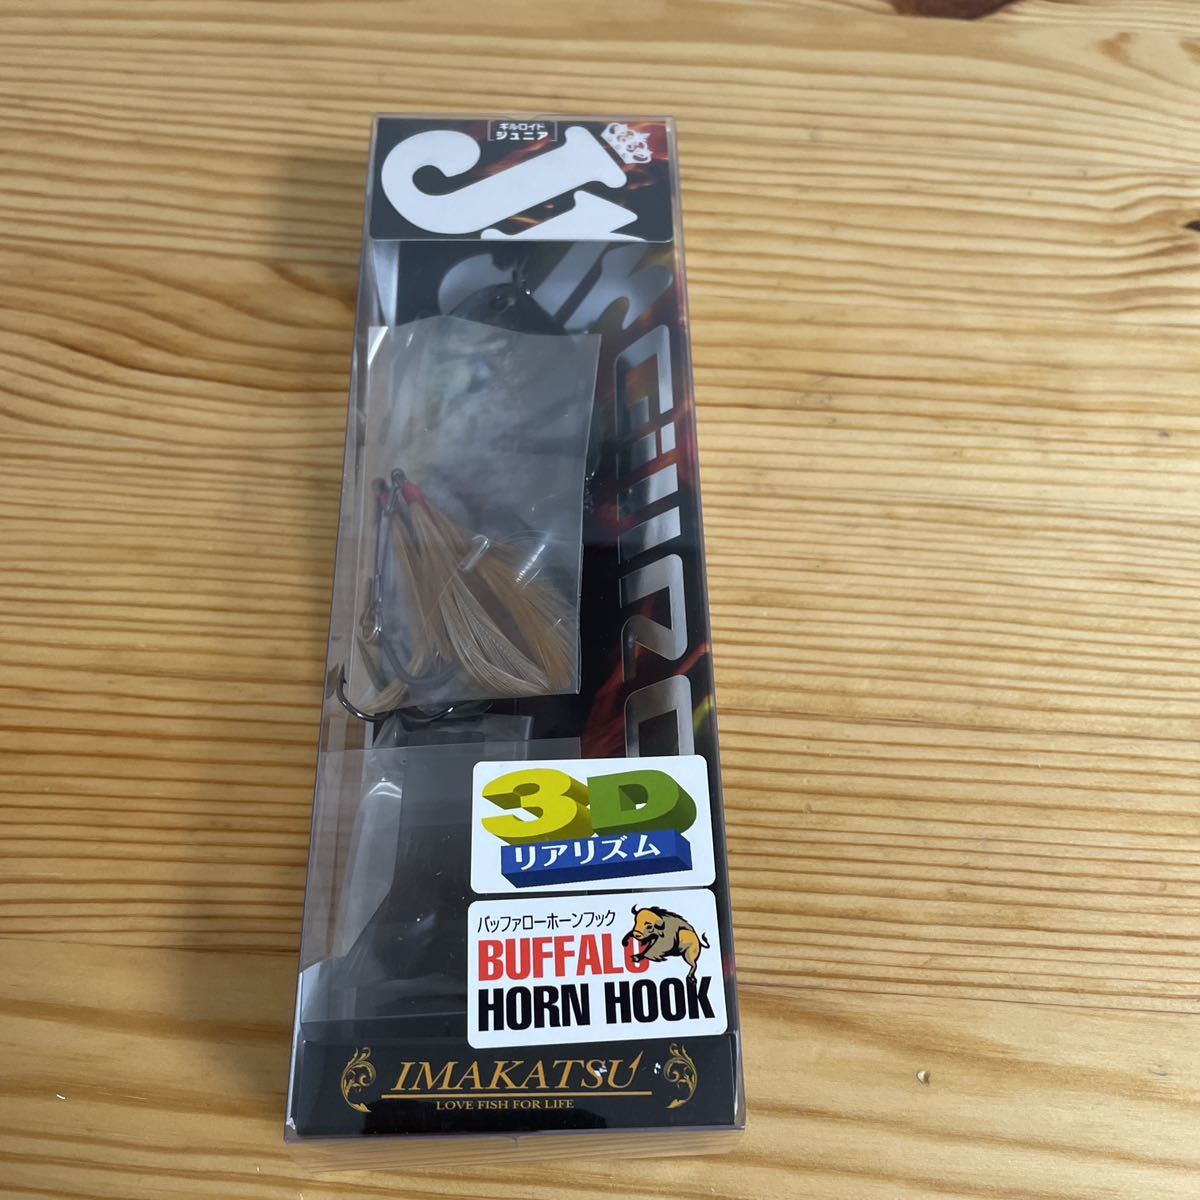 ギルロイド
ジュニア
Jr
GILLRO
3D
リアリズム
バッファローホーンフック
BUFFALO
HORN HOOK
IMAKATSU
LOVE FISH FOR LIFE